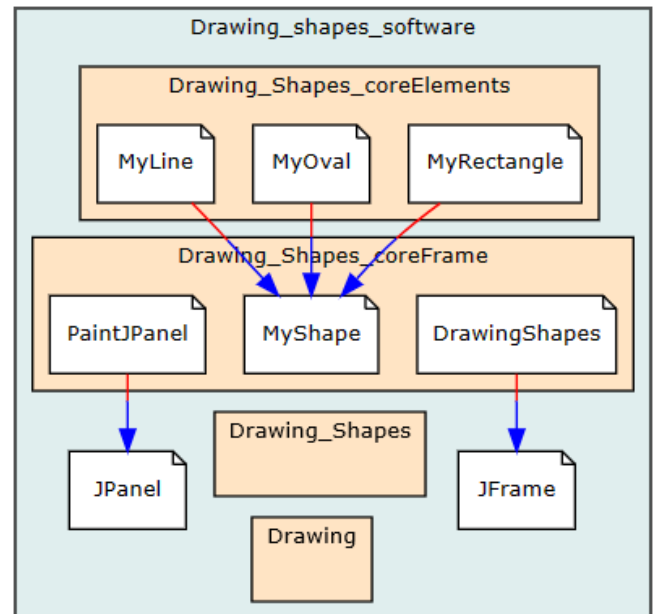 Drawing_shapes_software
Drawing_Shapes_coreElements
MyLine
MyOval
MyRectangle
Drawing_Shapes_coreFrame
PaintJPanel
MyShape
DrawingShapes
Drawing_Shapes
JPanel
JFrame
Drawing